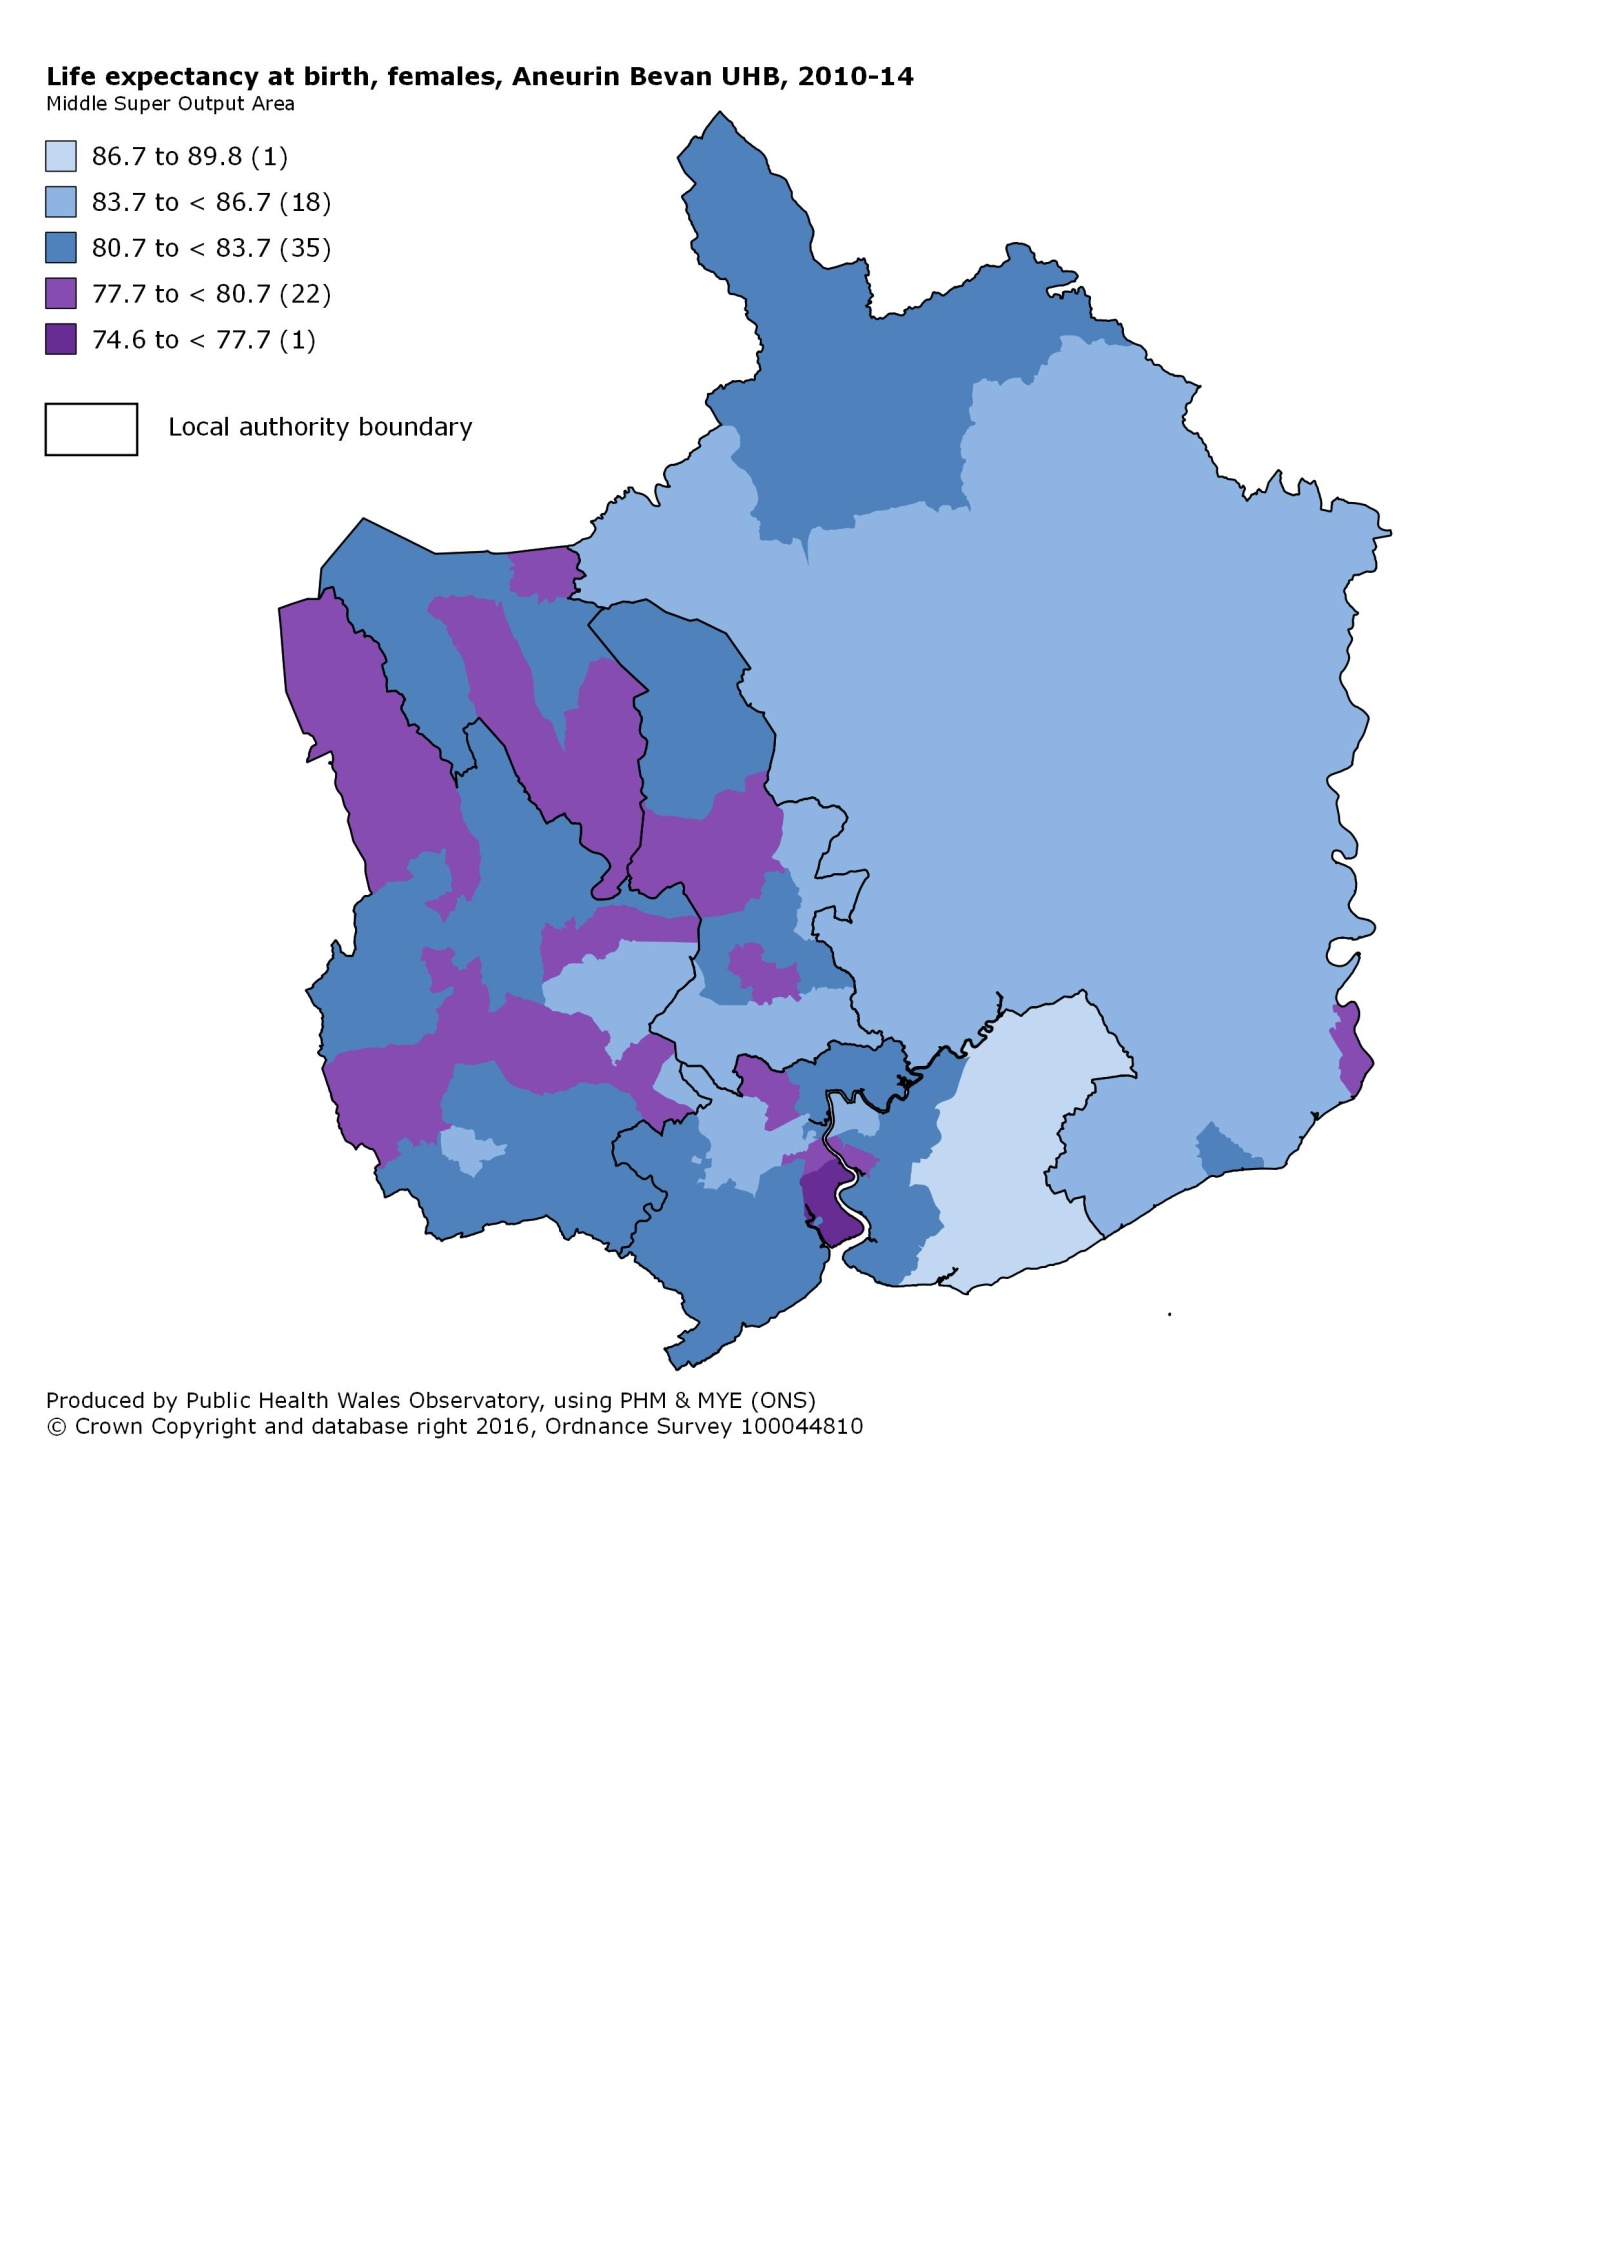 Life expectancy at birth, females, Aneurin Bevan UHB, 2010-14
Middle Super Output Area
86.7 to 89.8 (1)
83.7 to < 86.7 (18)
80.7 to < 83.7 (35)
77.7 to < 80.7 (22)
74.6 to < 77.7 (1)
Local authority boundary
Produced by Public Health Wales Observatory, using PHM & MYE (ONS)
© Crown Copyright and database right 2016, Ordnance Survey 100044810